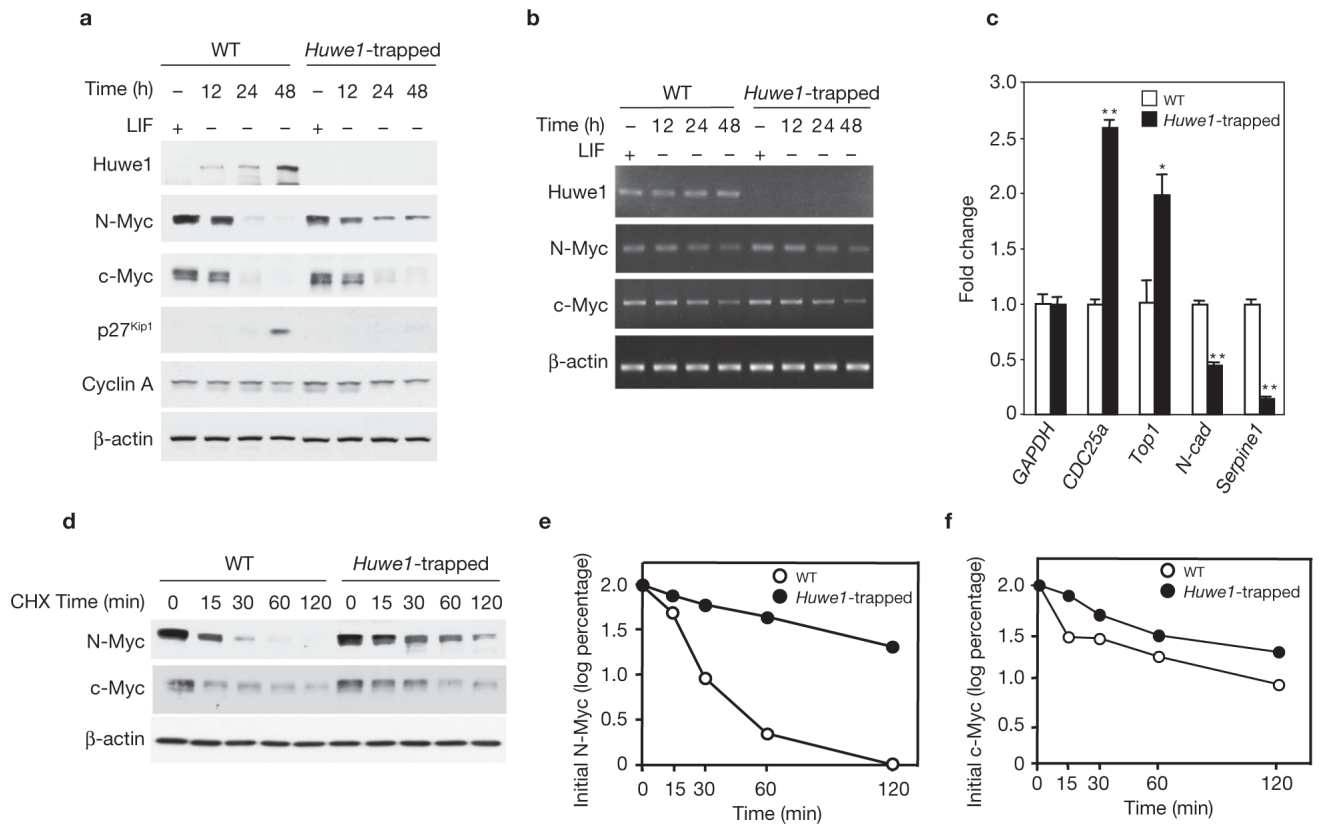 a
WT Huwe1-trapped
Time (h) – 12 24 48 – 12 24 48
LIF + – – – + – – –
Huwe1
N-Myc
c-Myc
p27Kip1
Cyclin A
β-actin
b
WT Huwe1-trapped
Time (h) – 12 24 48 – 12 24 48
LIF + – – – + – – –
Huwe1
N-Myc
c-Myc
β-actin
c
3.0
2.5
2.0
1.5
1.0
0.5
0
Fold change
WT
Huwe1-trapped
**
*
**
**
GAPDH
CDC25a
Top1
N-cad
Serpine1
d
WT Huwe1-trapped
CHX Time (min) 0 15 30 60 120 0 15 30 60 120
N-Myc
c-Myc
β-actin
e
Initial N-Myc (log percentage)
2.0
1.5
1.0
0.5
0
WT
Huwe1-trapped
0 15 30 60 120
Time (min)
f
Initial c-Myc (log percentage)
2.0
1.5
1.0
0.5
0
WT
Huwe1-trapped
0 15 30 60 120
Time (min)